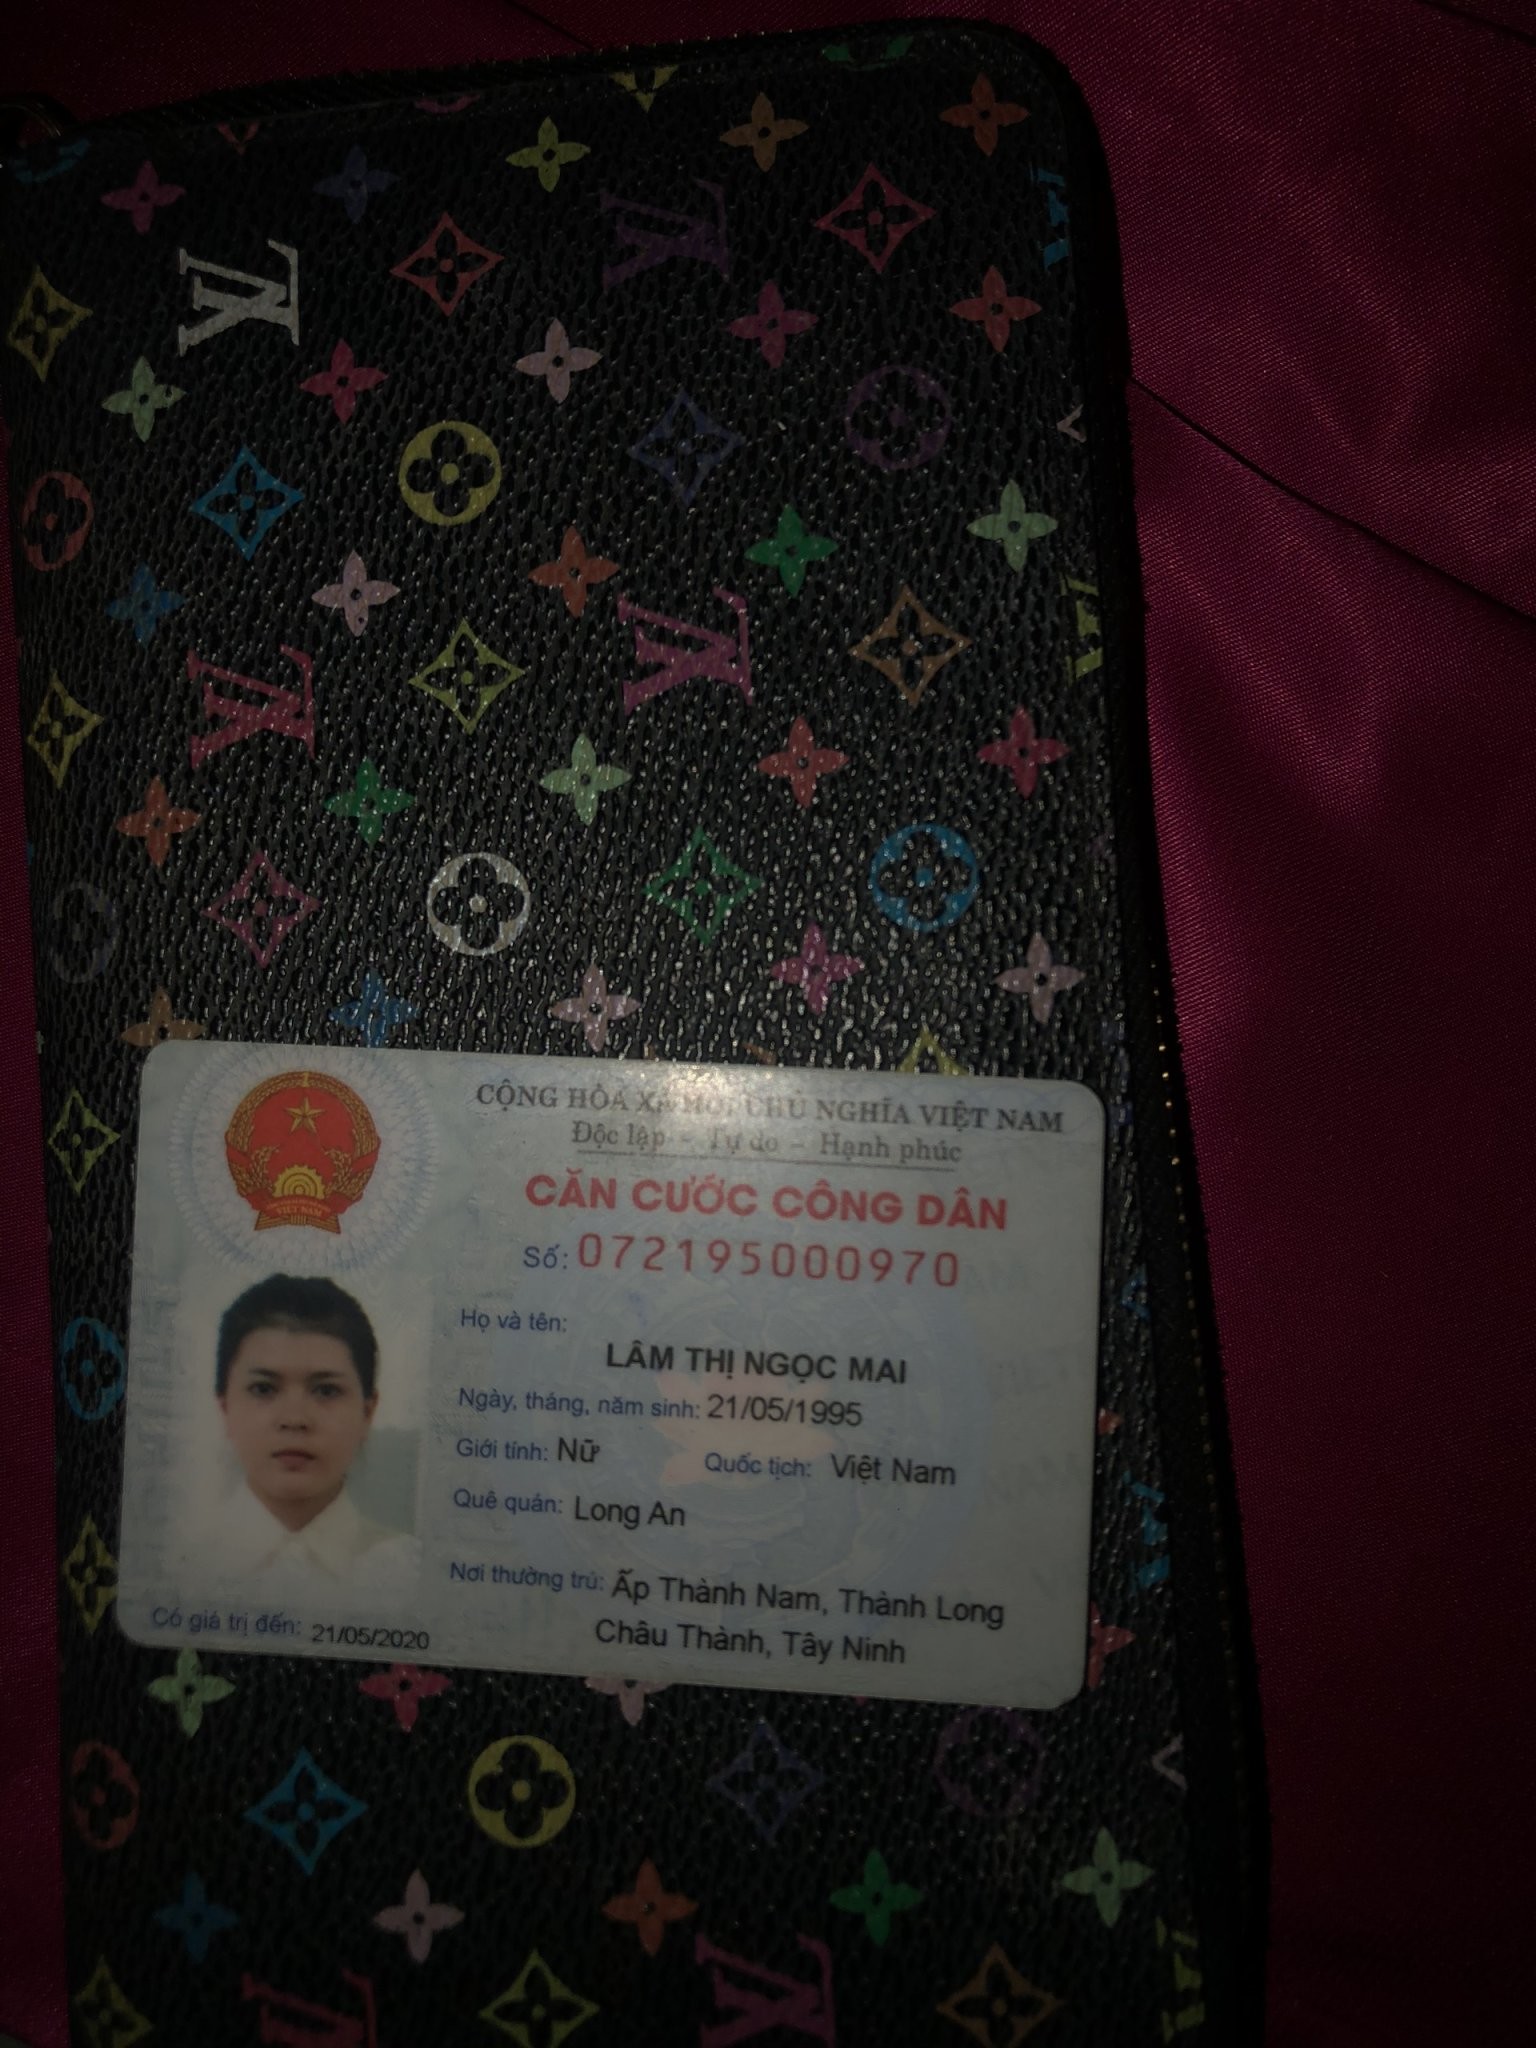 CỘNG HÒA XÃ HỘI CHỦ NGHĨA VIỆT NAM
Độc lập - Tự do - Hạnh phúc
CĂN CƯỚC CÔNG DÂN
Số: 072195000970
Họ và tên:
LÂM THỊ NGỌC MAI
Ngày, tháng, năm sinh: 21/05/1995
Giới tính: Nữ Quốc tịch: Việt Nam
Quê quán: Long An
Nơi thường trú: Ấp Thành Nam, Thành Long
Châu Thành, Tây Ninh
Có giá trị đến: 21/05/2020